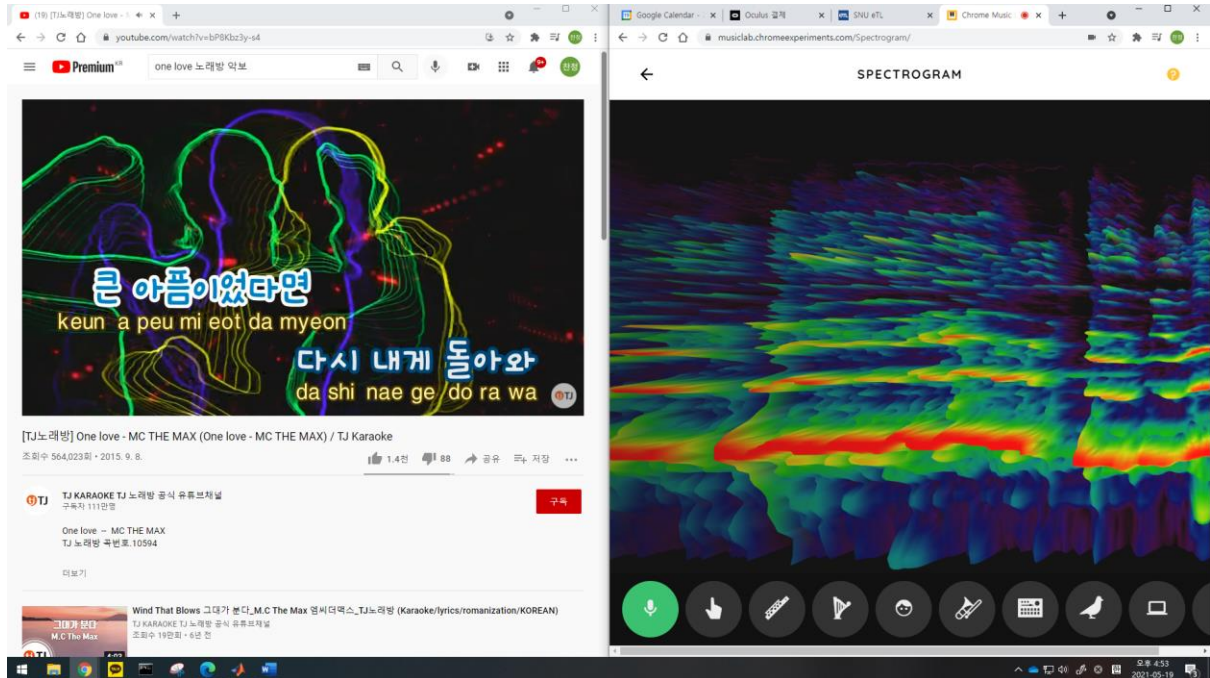 (19) [TJ노래방] One love -
youtube.com/watch?v=bP8Kbz3y-s4
Premium KR
one love 노래방 악보
9+
찬정
큰 아픔이었다면
keun a peu mi eot da myeon
다시 내게 돌아와
da shi nae ge do ra wa
TJ
[TJ노래방] One love - MC THE MAX (One love - MC THE MAX) / TJ Karaoke
조회수 564,023회 • 2015. 9. 8.
1.4천
88
공유
저장
TJ
TJ KARAOKE TJ 노래방 공식 유튜브채널
구독자 111만명
구독
One love - MC THE MAX
TJ 노래방 곡번호.10594
더보기
그대가 분다
M.C The Max
4:03
TJ
Wind That Blows 그대가 분다_M.C The Max 엠씨더맥스_TJ노래방 (Karaoke/lyrics/romanization/KOREAN)
TJ KARAOKE TJ 노래방 공식 유튜브채널
조회수 19만회 • 6년 전
Google Calendar -
Oculus 결제
SNU eTL
Chrome Music
musiclab.chromeexperiments.com/Spectrogram/
SPECTROGRAM
오후 4:53
2021-05-19